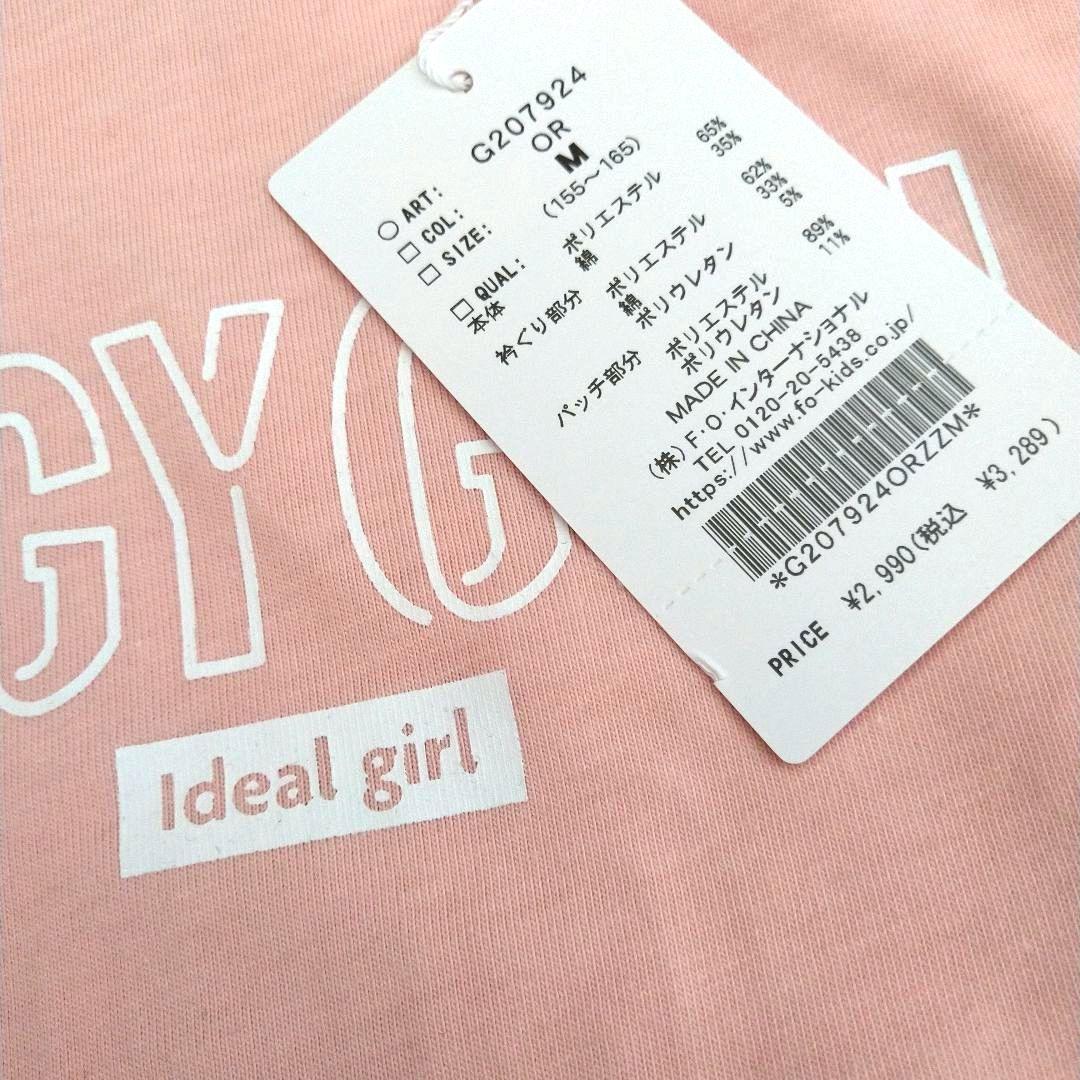 ○ ART: G207924
□ COL: OR
□ SIZE: M
(155〜165)
□ QUAL:
本体 ポリエステル 65%
綿 35%
衿ぐり部分 ポリエステル 62%
綿 33%
ポリウレタン 5%
パッチ部分 ポリエステル 89%
ポリウレタン 11%
MADE IN CHINA
(株)F・O・インターナショナル
TEL 0120-20-5438
https://www.fo-kids.co.jp/
*G207924ORZZM*
PRICE ¥2,990(税込 ¥3,289)
GYG
Ideal girl